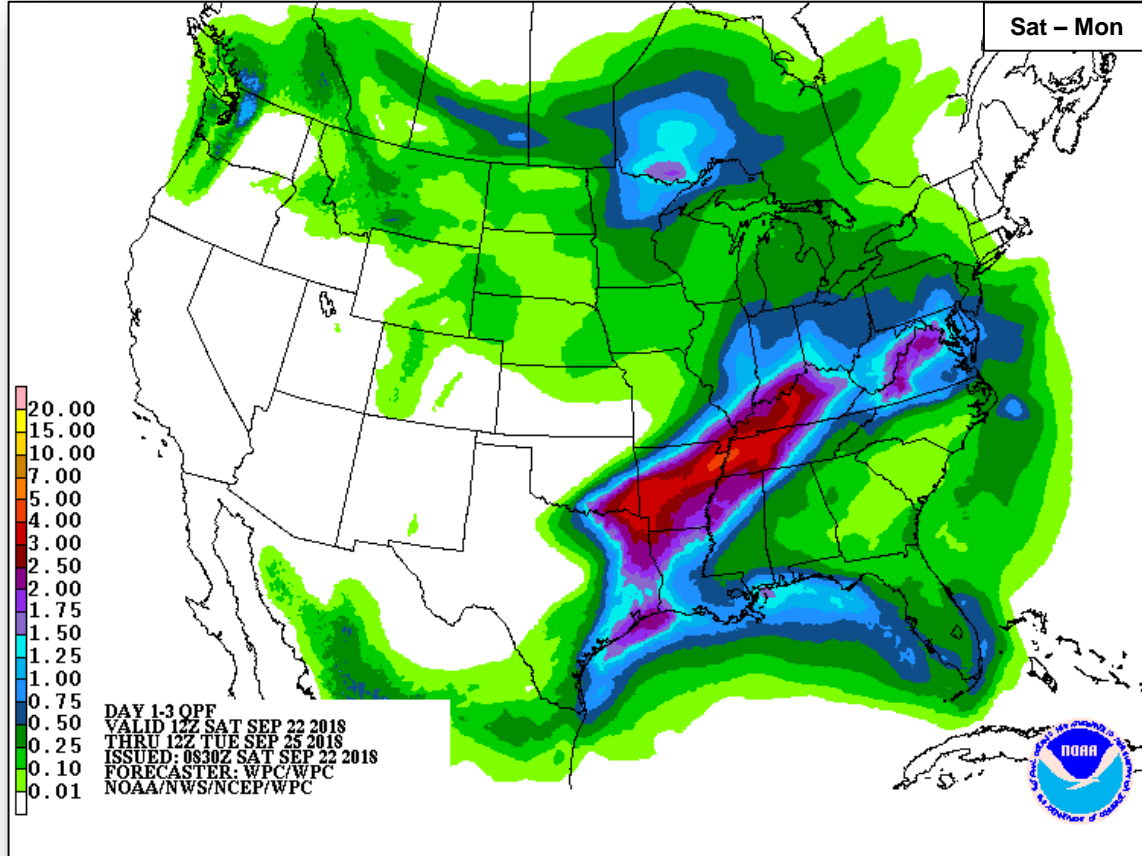 Sat – Mon
20.00
15.00
10.00
7.00
5.00
4.00
3.00
2.50
2.00
1.75
1.50
1.25
1.00
0.75
0.50
0.25
0.10
0.01
DAY 1-3 QPF
VALID 12Z SAT SEP 22 2018
THRU 12Z TUE SEP 25 2018
ISSUED: 0830Z SAT SEP 22 2018
FORECASTER: WPC/WPC
NOAA/NWS/NCEP/WPC
NOAA